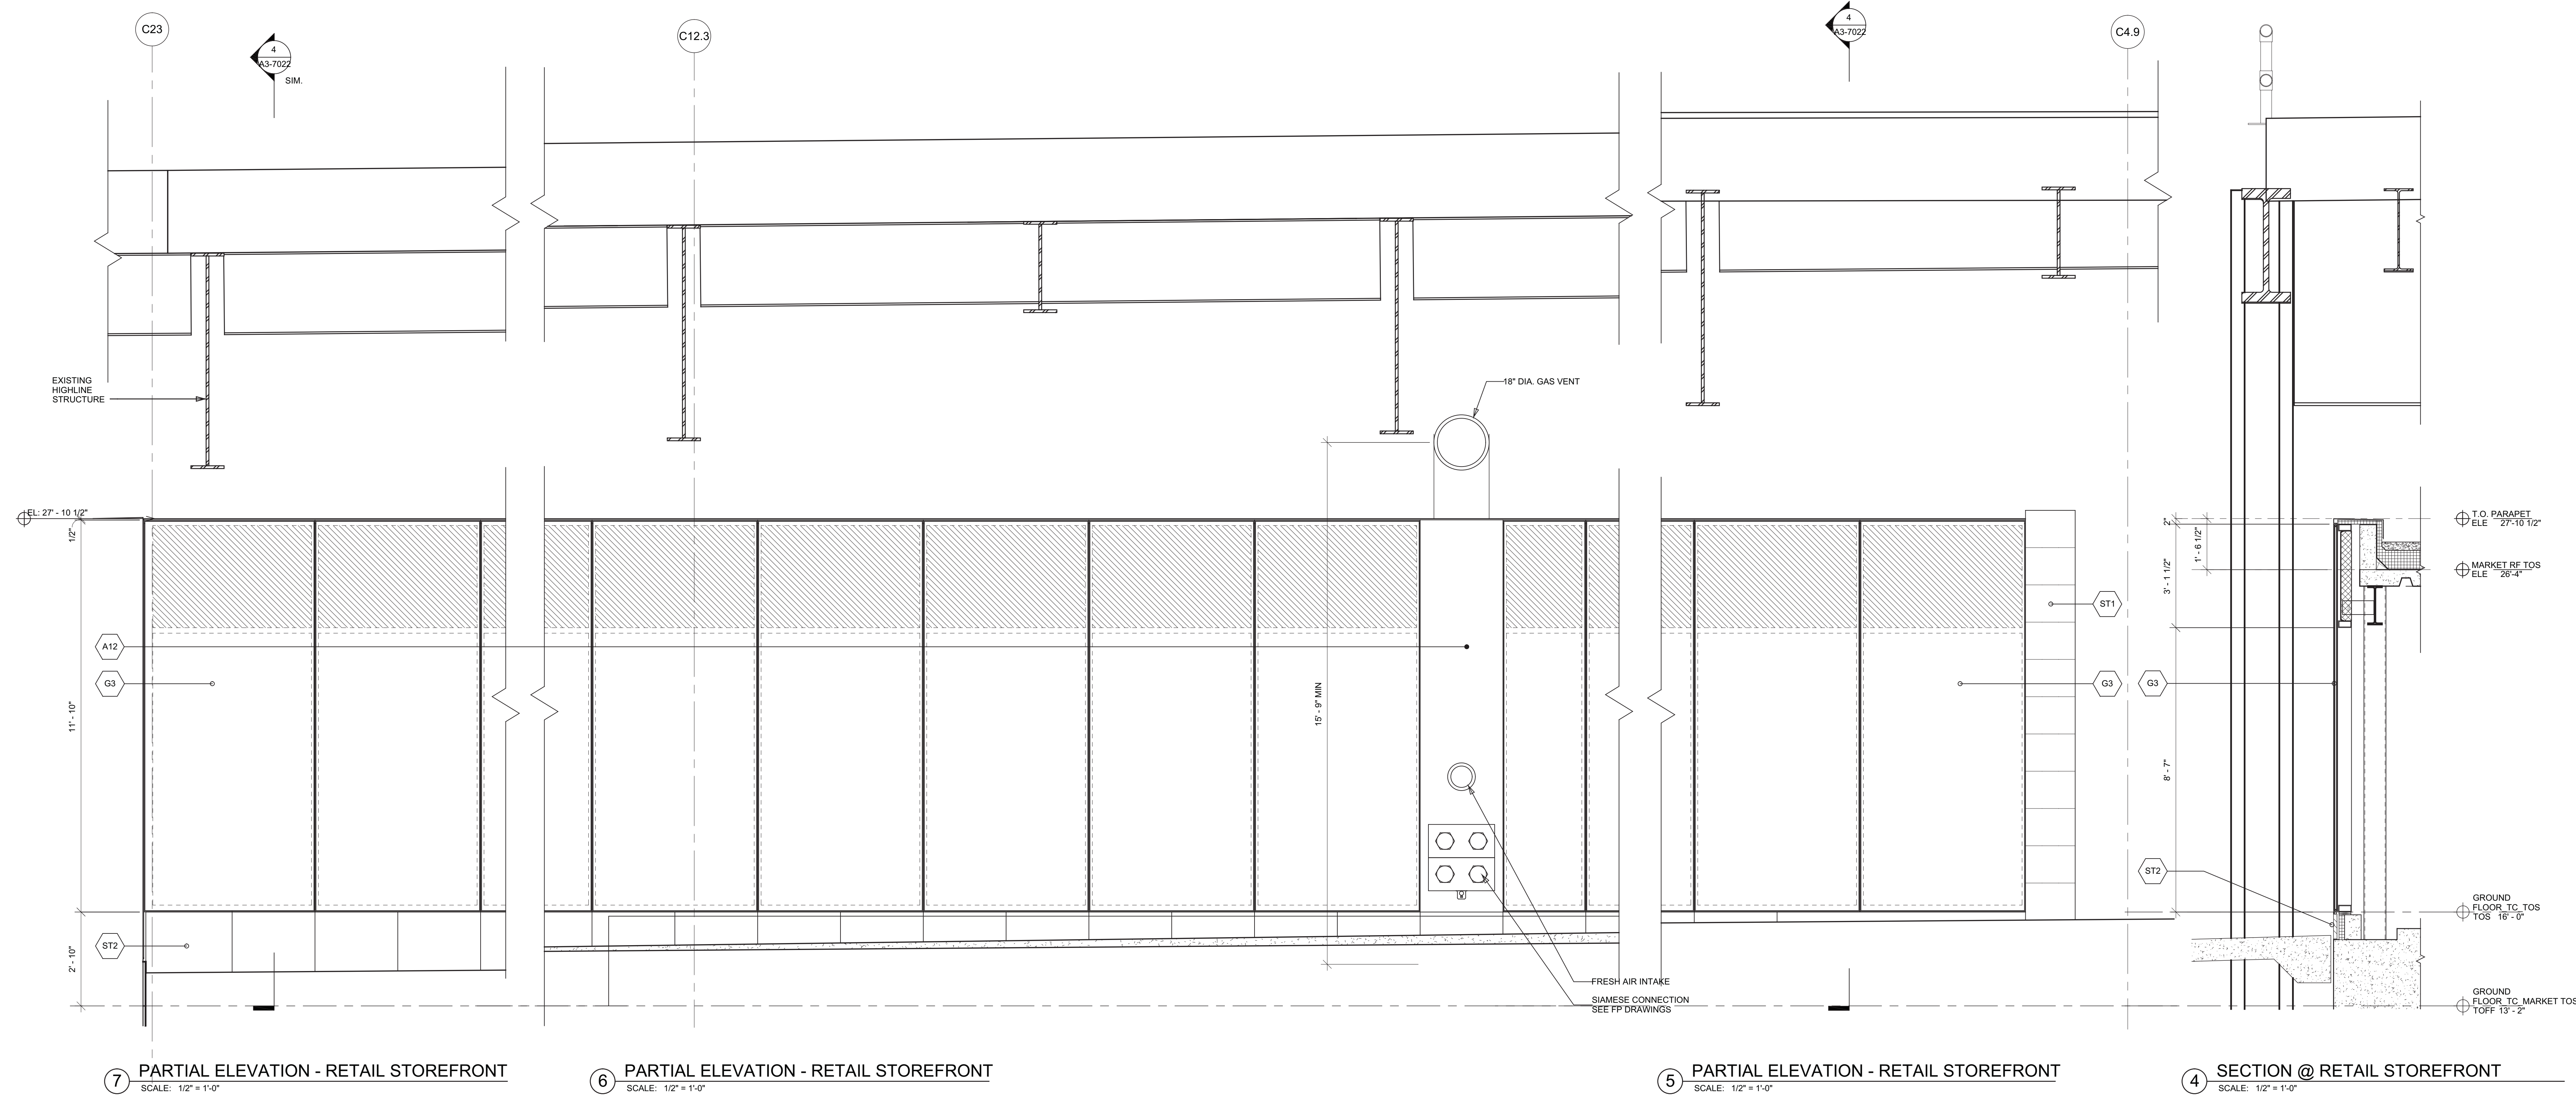 C23
4
A3-7022
SIM.
C12.3
4
A3-7022
C4.9
EXISTING
HIGHLINE
STRUCTURE
18" DIA. GAS VENT
EL: 27' - 10 1/2"
1/2"
11' - 10"
2' - 10"
A12
G3
ST2
15' - 9" MIN
FRESH AIR INTAKE
SIAMESE CONNECTION
SEE FP DRAWINGS
ST1
G3
G3
ST2
2"
3' - 1 1/2"
1' - 6 1/2"
8' - 7"
T.O. PARAPET
ELE 27'-10 1/2"
MARKET RF TOS
ELE 26'-4"
GROUND
FLOOR_TC_TOS
TOS 16' - 0"
GROUND
FLOOR_TC_MARKET TOS
TOFF 13' - 2"
7 PARTIAL ELEVATION - RETAIL STOREFRONT
SCALE: 1/2" = 1'-0"
6 PARTIAL ELEVATION - RETAIL STOREFRONT
SCALE: 1/2" = 1'-0"
5 PARTIAL ELEVATION - RETAIL STOREFRONT
SCALE: 1/2" = 1'-0"
4 SECTION @ RETAIL STOREFRONT
SCALE: 1/2" = 1'-0"